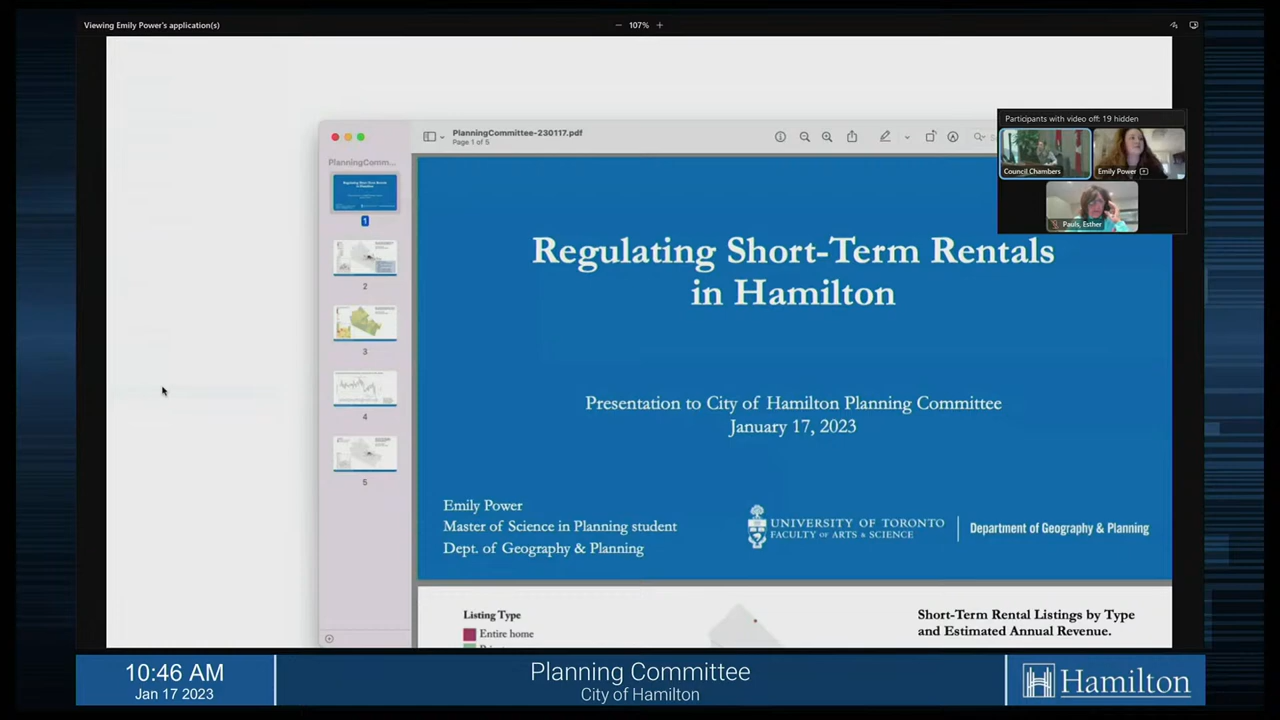 Viewing Emily Power's application(s)
107%
Participants with video off: 19 hidden
Council Chambers
Emily Power
Pauls, Esther
PlanningCommittee-230117.pdf
Page 1 of 5
PlanningComm...
1
2
3
4
5
Regulating Short-Term Rentals
in Hamilton
Presentation to City of Hamilton Planning Committee
January 17, 2023
Emily Power
Master of Science in Planning student
Dept. of Geography & Planning
UNIVERSITY OF TORONTO
FACULTY OF ARTS & SCIENCE
Department of Geography & Planning
Listing Type
Entire home
Short-Term Rental Listings by Type
and Estimated Annual Revenue.
10:46 AM
Jan 17 2023
Planning Committee
City of Hamilton
Hamilton